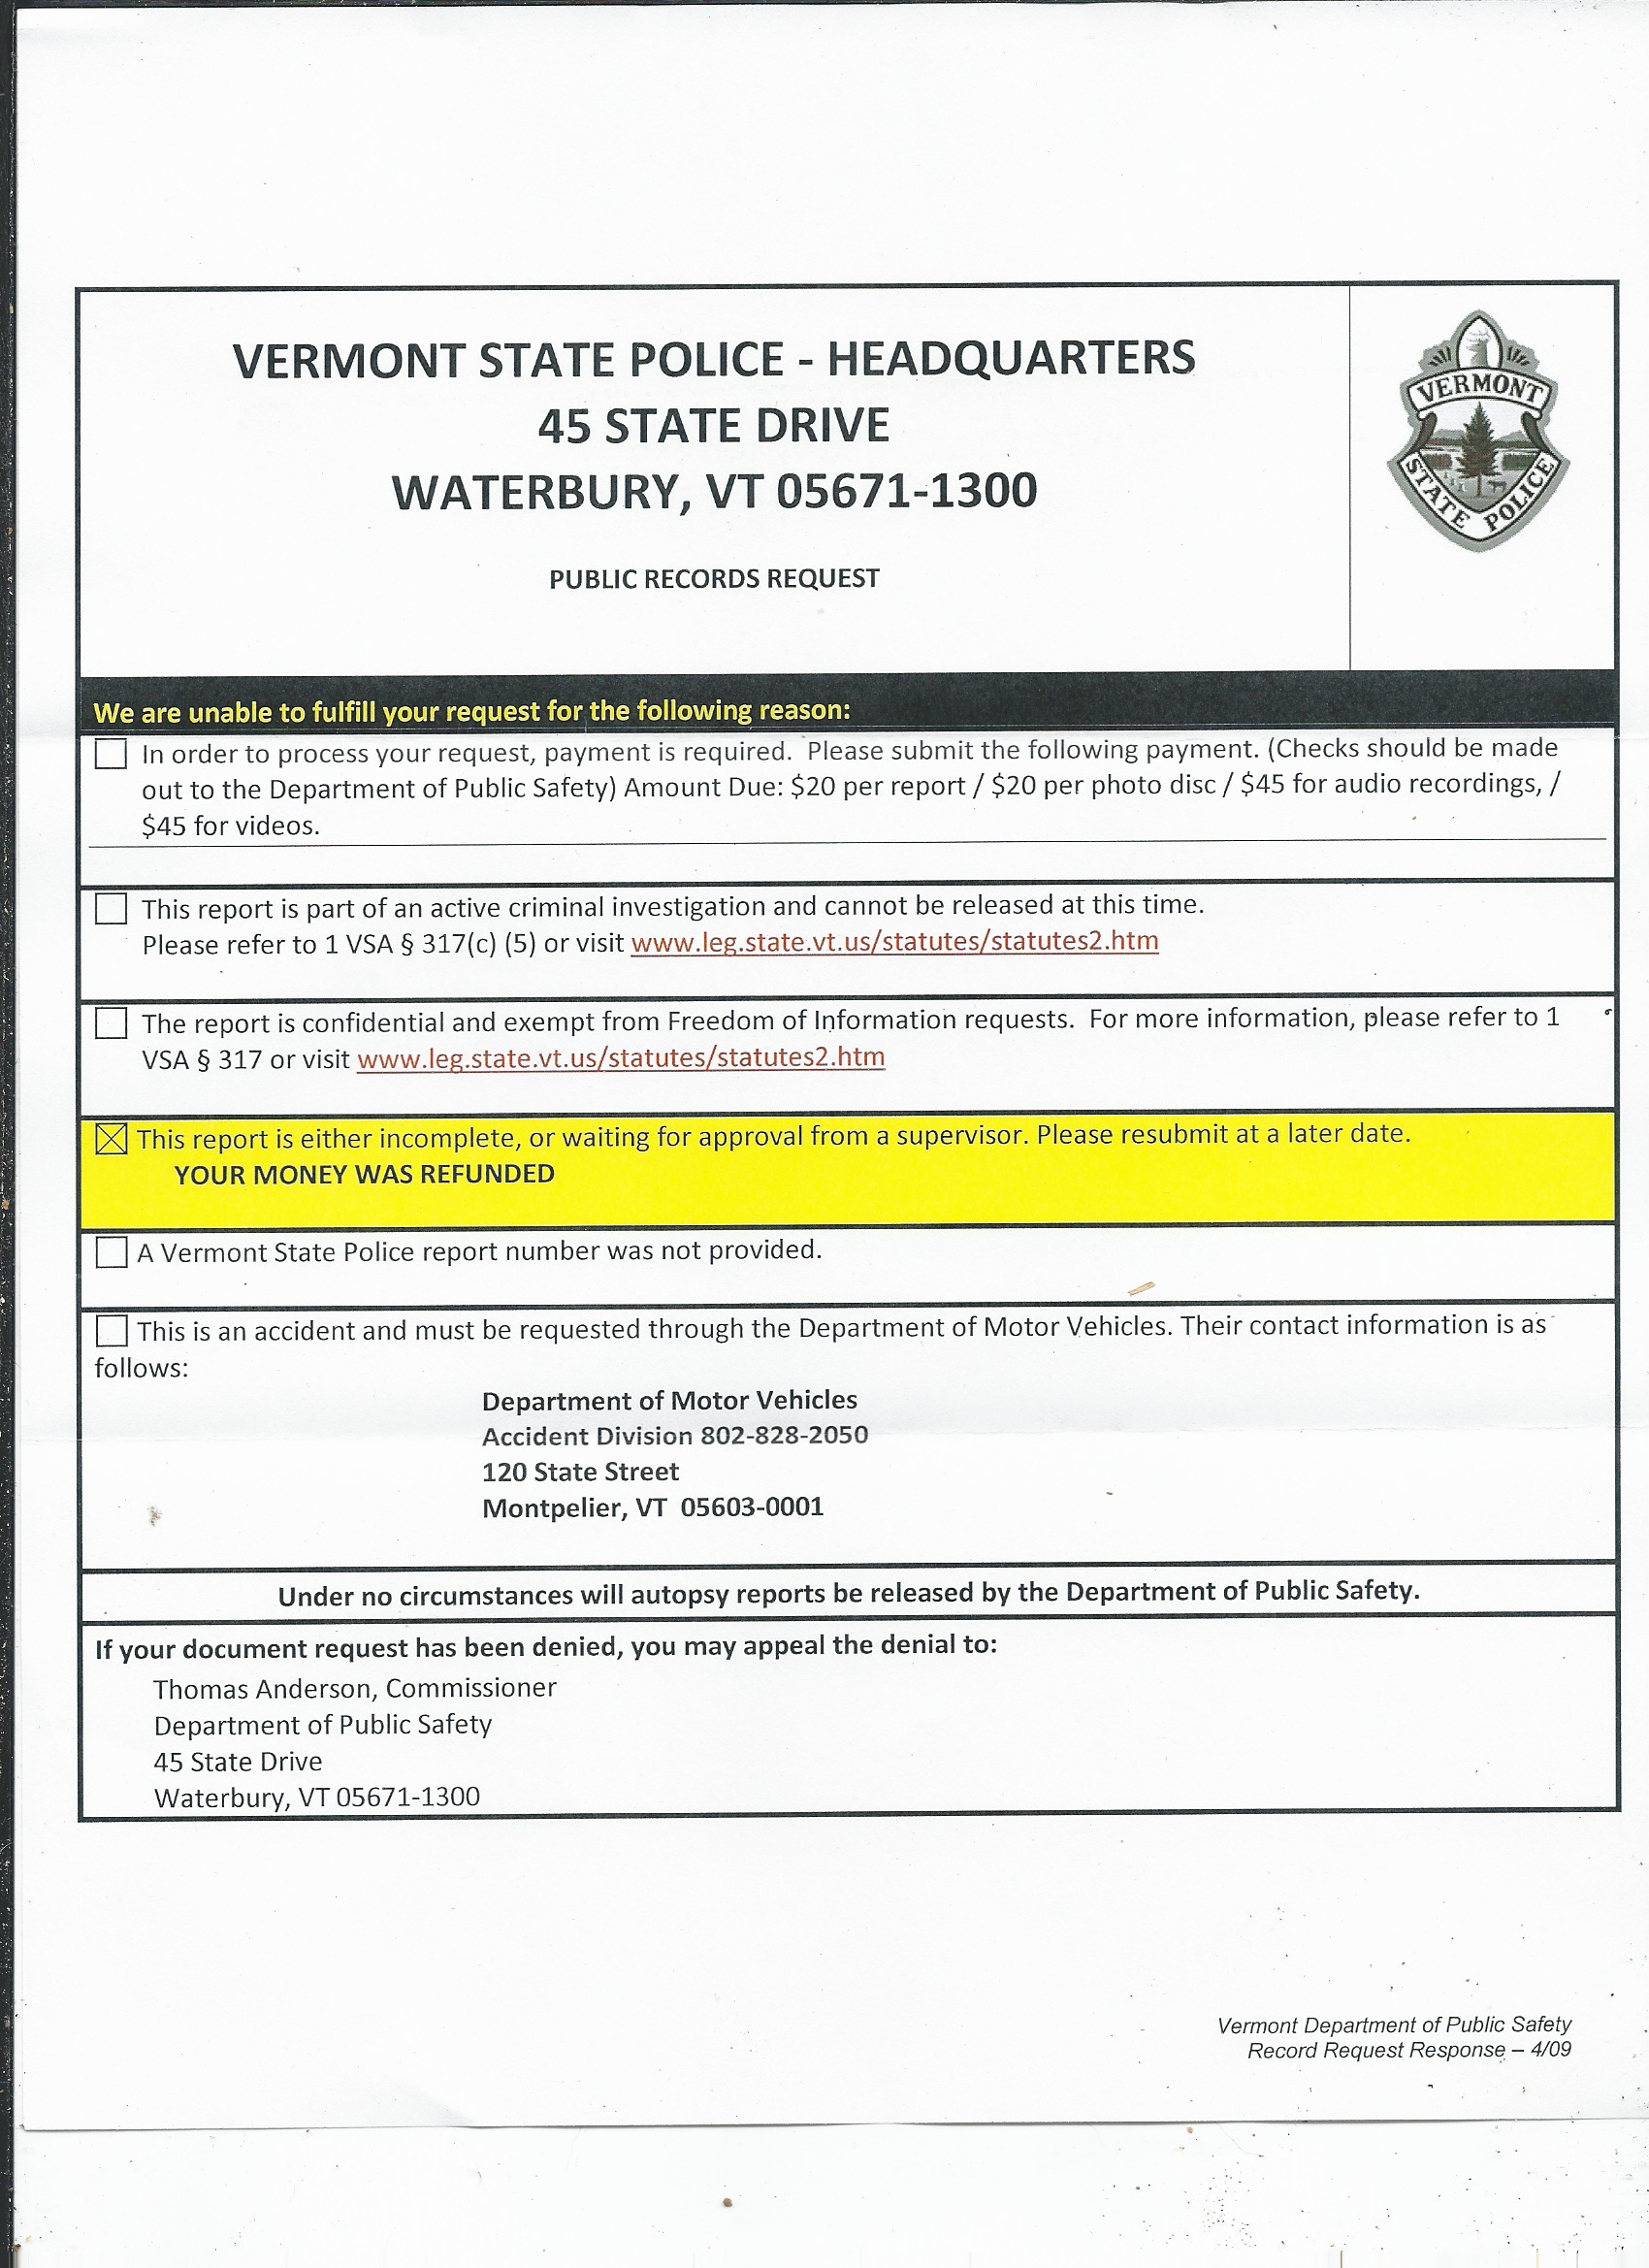 VERMONT STATE POLICE - HEADQUARTERS
45 STATE DRIVE
WATERBURY, VT 05671-1300
PUBLIC RECORDS REQUEST
VERMONT
STATE POLICE
We are unable to fulfill your request for the following reason:
☐ In order to process your request, payment is required.  Please submit the following payment. (Checks should be made
out to the Department of Public Safety) Amount Due: $20 per report / $20 per photo disc / $45 for audio recordings, /
$45 for videos.
☐ This report is part of an active criminal investigation and cannot be released at this time.
Please refer to 1 VSA § 317(c) (5) or visit www.leg.state.vt.us/statutes/statutes2.htm
☐ The report is confidential and exempt from Freedom of Information requests.  For more information, please refer to 1
VSA § 317 or visit www.leg.state.vt.us/statutes/statutes2.htm
☒ This report is either incomplete, or waiting for approval from a supervisor. Please resubmit at a later date.
YOUR MONEY WAS REFUNDED
☐ A Vermont State Police report number was not provided.
☐ This is an accident and must be requested through the Department of Motor Vehicles. Their contact information is as
follows:
Department of Motor Vehicles
Accident Division 802-828-2050
120 State Street
Montpelier, VT  05603-0001
Under no circumstances will autopsy reports be released by the Department of Public Safety.
If your document request has been denied, you may appeal the denial to:
Thomas Anderson, Commissioner
Department of Public Safety
45 State Drive
Waterbury, VT 05671-1300
Vermont Department of Public Safety
Record Request Response – 4/09